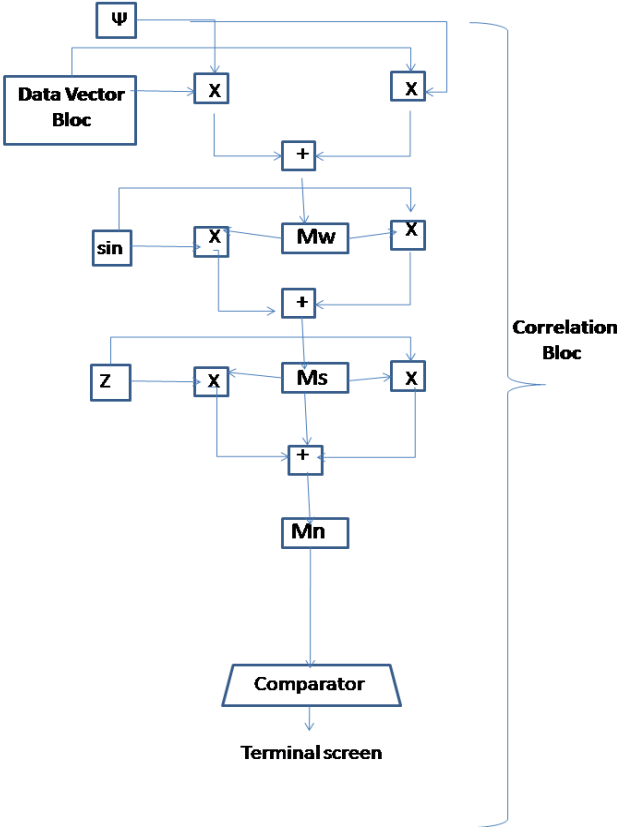 Ψ
Data Vector
Bloc
X
X
+
sin
X
Mw
X
+
Correlation
Bloc
Z
X
Ms
X
+
Mn
Comparator
Terminal screen